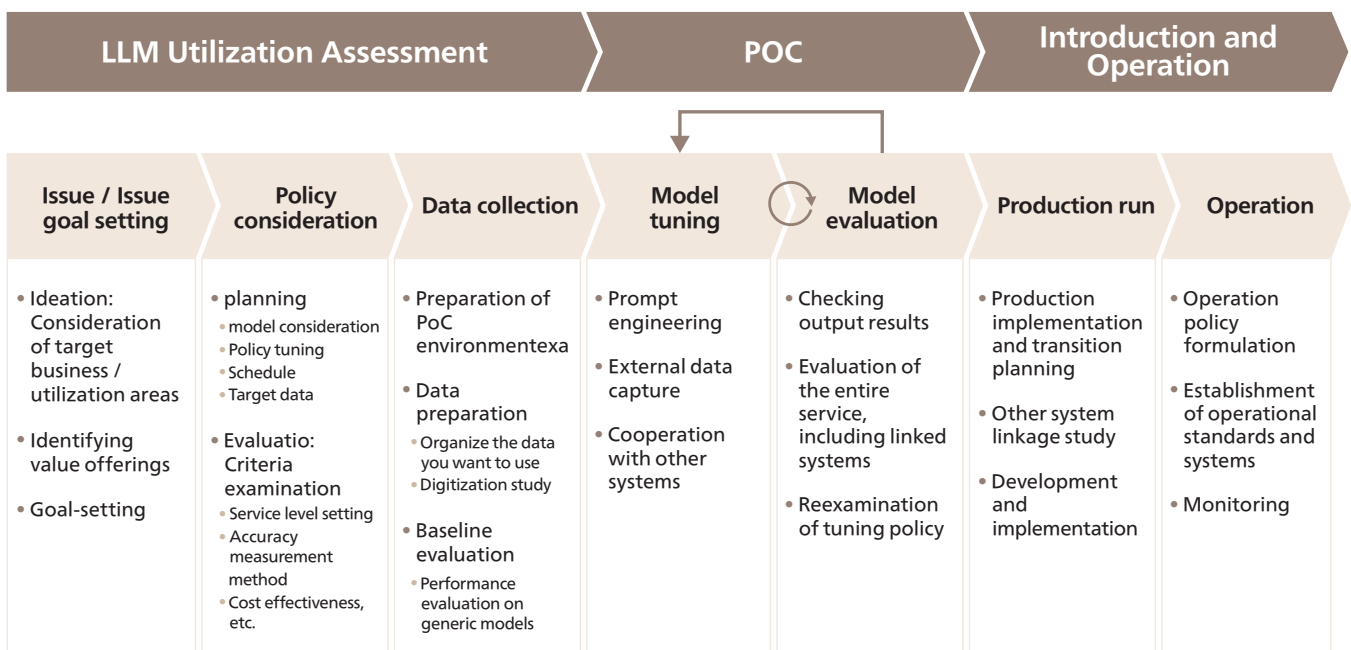 LLM Utilization Assessment
POC
Introduction and
Operation
Issue / Issue
goal setting
Policy
consideration
Data collection
Model
tuning
Model
evaluation
Production run
Operation
• Ideation:
Consideration
of target
business /
utilization areas
• Identifying
value offerings
• Goal-setting
• planning
• model consideration
• Policy tuning
• Schedule
• Target data
• Evaluatio:
Criteria
examination
• Service level setting
• Accuracy
measurement
method
• Cost effectiveness,
etc.
• Preparation of
PoC
environmentexa
• Data
preparation
• Organize the data
you want to use
• Digitization study
• Baseline
evaluation
• Performance
evaluation on
generic models
• Prompt
engineering
• External data
capture
• Cooperation
with other
systems
• Checking
output results
• Evaluation of
the entire
service,
including linked
systems
• Reexamination
of tuning policy
• Production
implementation
and transition
planning
• Other system
linkage study
• Development
and
implementation
• Operation
policy
formulation
• Establishment
of operational
standards and
systems
• Monitoring